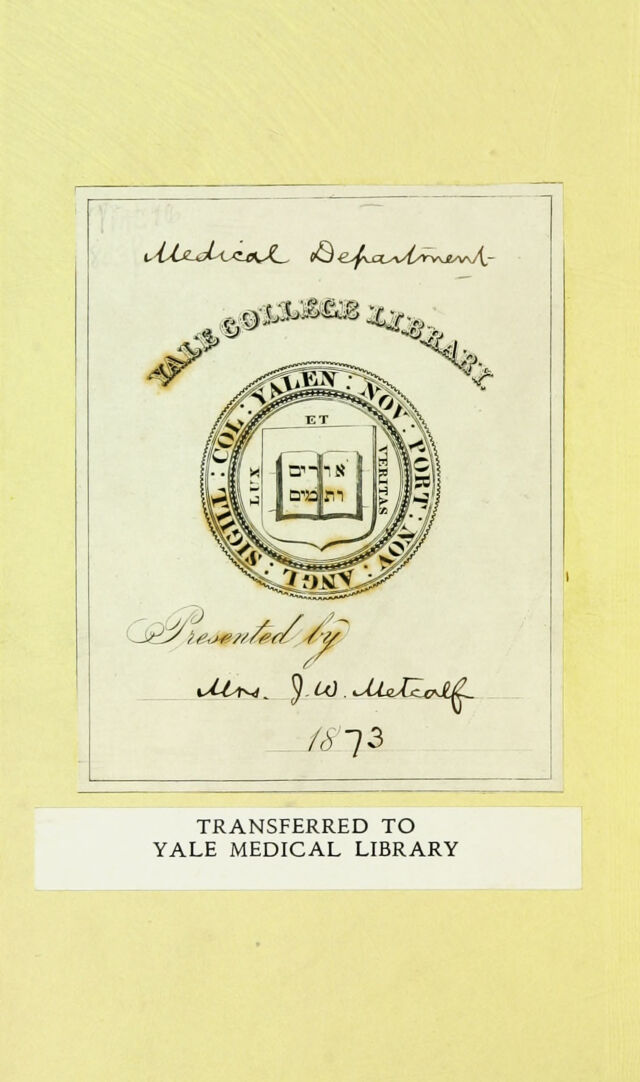 Medical Department
YALE COLLEGE LIBRARY.
SIGILL : COL : YALEN : NOV : PORT : NOV : ANGL :
ET
LUX
VERITAS
אורים
ותמים
Presented by
Mrs. J. W. Metcalf
1873
TRANSFERRED TO
YALE MEDICAL LIBRARY